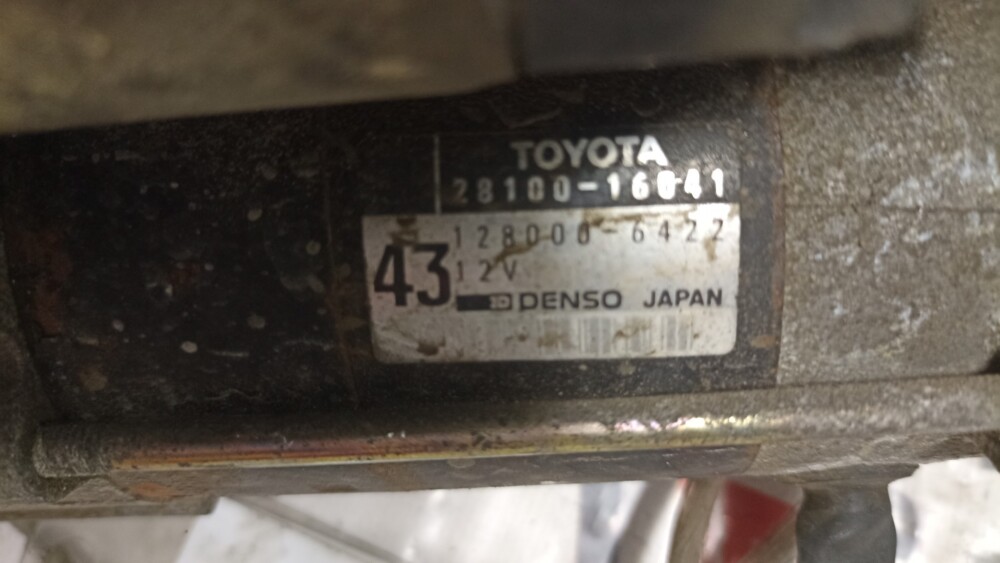 TOYOTA
28100-16041
128000-6422
43
12V
DENSO JAPAN